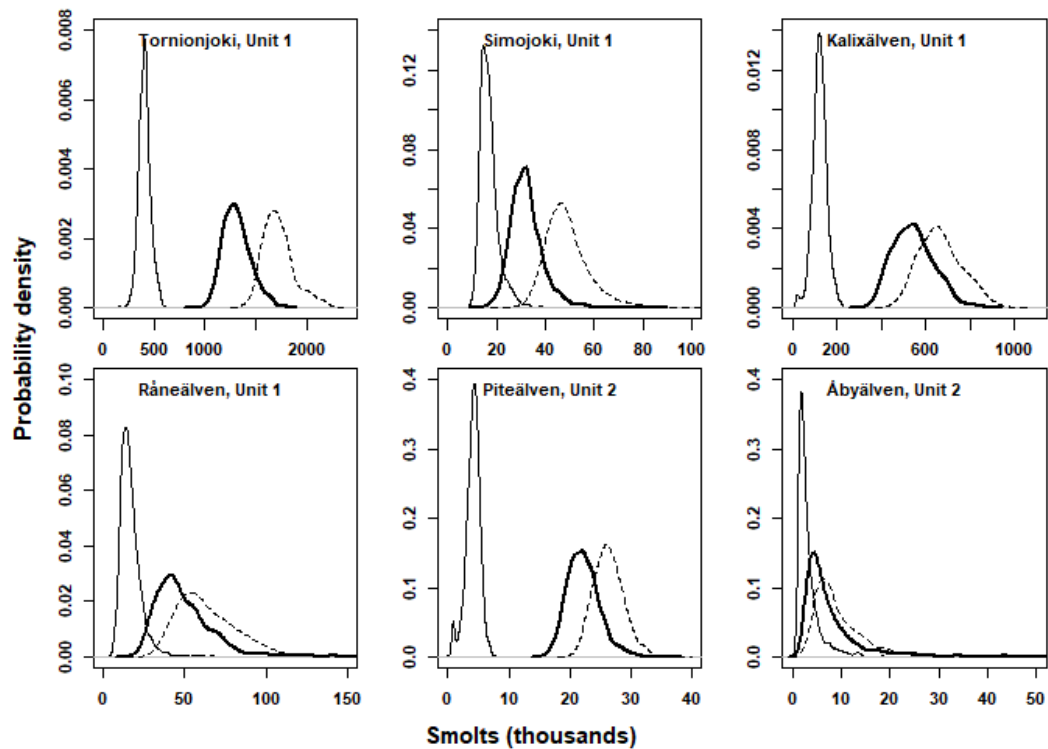 Tornionjoki, Unit 1
0.000 0.002 0.004 0.006 0.008
0 500 1000 2000
Simojoki, Unit 1
0.00 0.04 0.08 0.12
0 20 40 60 80 100
Kalixälven, Unit 1
0.000 0.004 0.008 0.012
0 200 600 1000
Råneälven, Unit 1
0.00 0.02 0.04 0.06 0.08 0.10
0 50 100 150
Piteälven, Unit 2
0.0 0.1 0.2 0.3 0.4
0 10 20 30 40
Åbyälven, Unit 2
0.0 0.1 0.2 0.3 0.4
0 10 20 30 40 50
Probability density
Smolts (thousands)